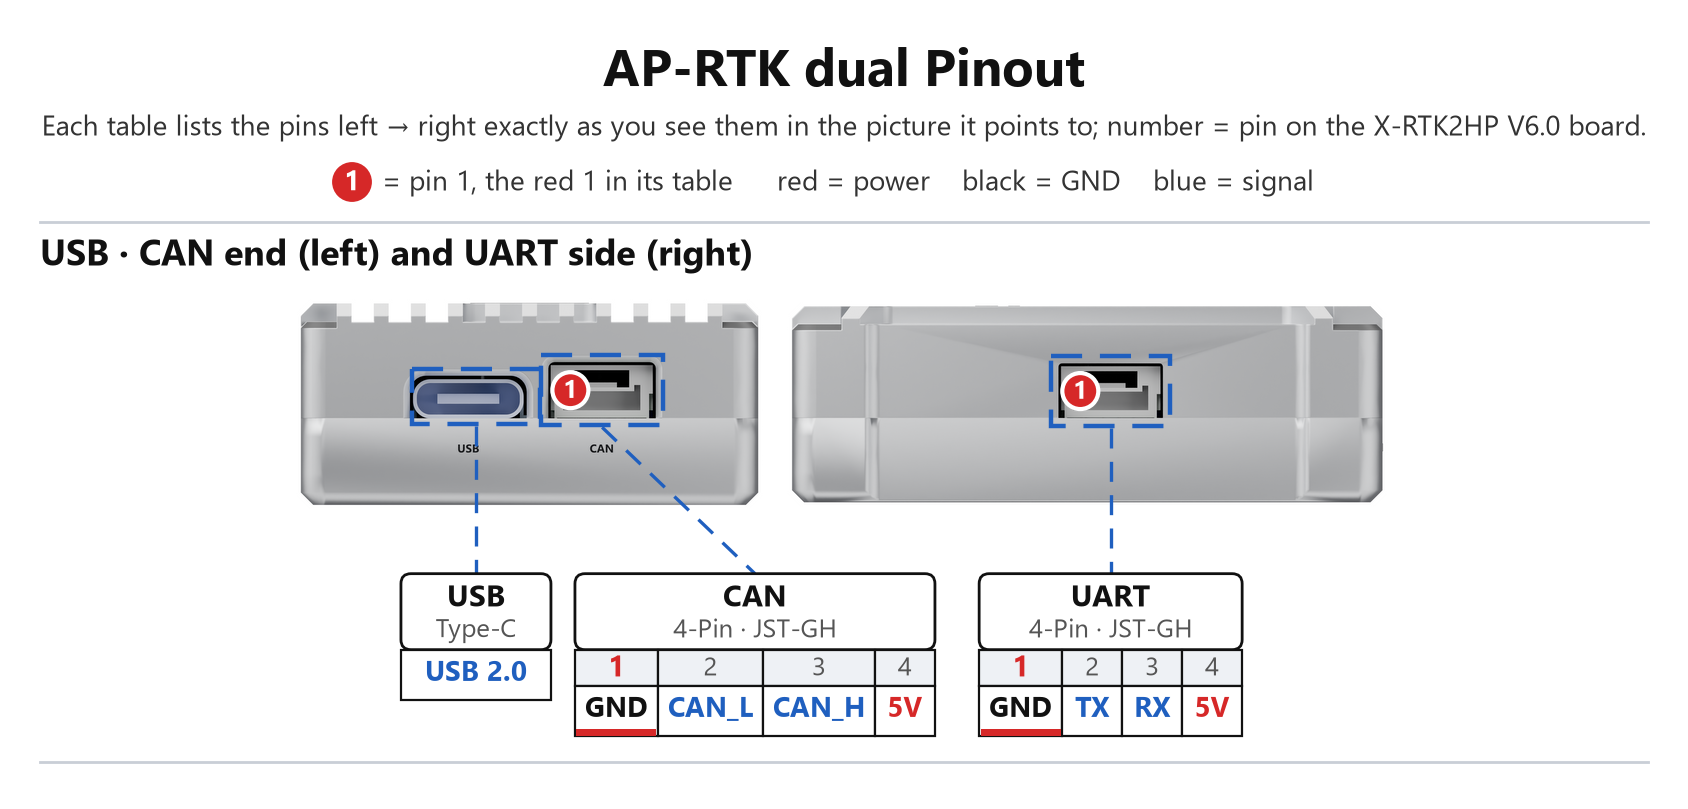 AP-RTK dual Pinout
Each table lists the pins left → right exactly as you see them in the picture it points to; number = pin on the X-RTK2HP V6.0 board.
1 = pin 1, the red 1 in its table red = power black = GND blue = signal
USB · CAN end (left) and UART side (right)
1 1
USB CAN
USB CAN UART
Type-C 4-Pin · JST-GH 4-Pin · JST-GH
USB 2.0 1 2 3 4 1 2 3 4
GND CAN_L CAN_H 5V GND TX RX 5V